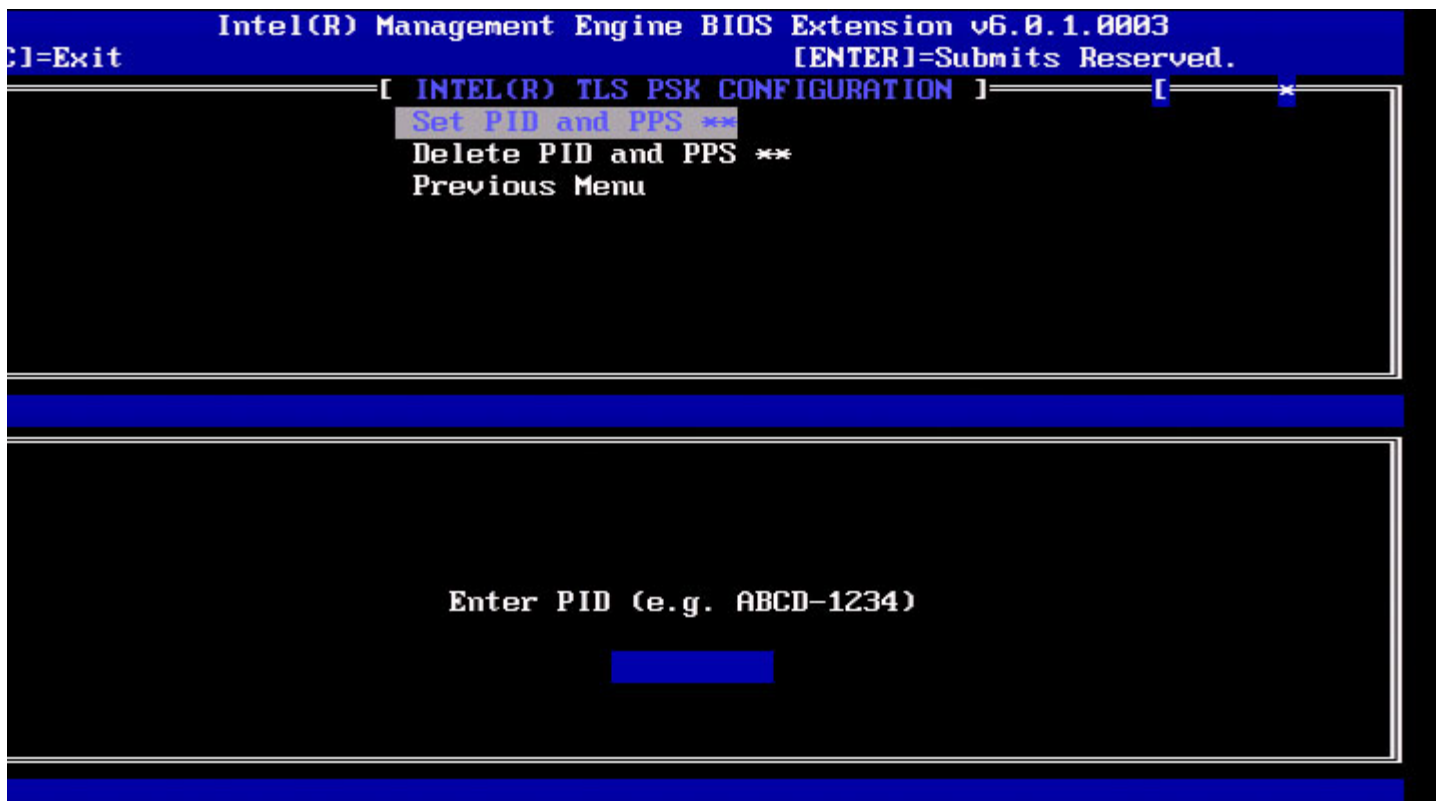 Intel(R) Management Engine BIOS Extension v6.0.1.0003
C]=Exit [ENTER]=Submits Reserved.
[ INTEL(R) TLS PSK CONFIGURATION ] [ *
Set PID and PPS **
Delete PID and PPS **
Previous Menu
Enter PID (e.g. ABCD-1234)